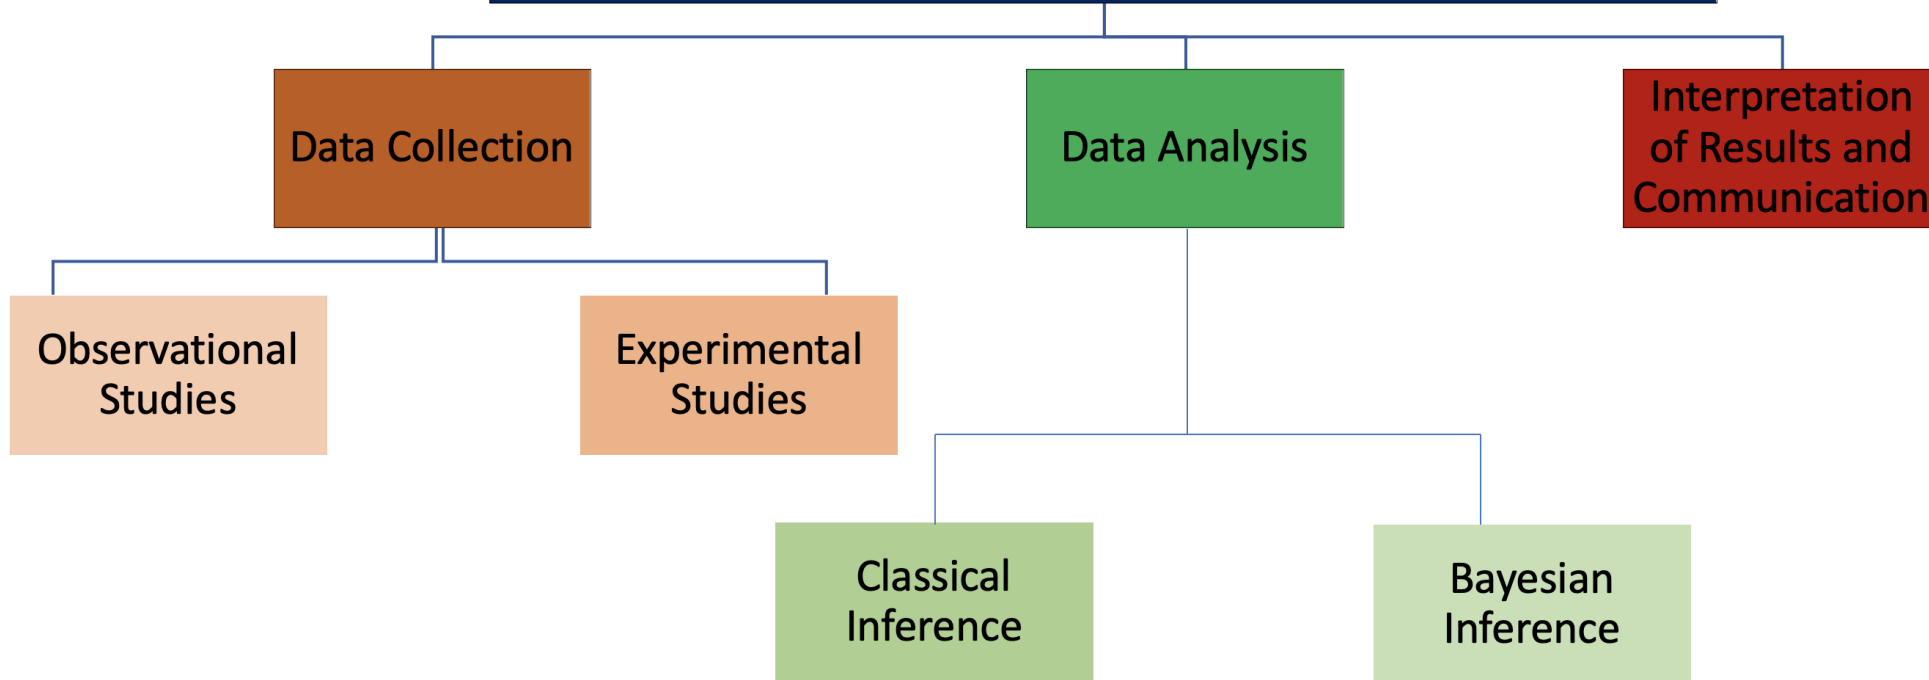 Data Collection
Data Analysis
Interpretation
of Results and
Communication
Observational
Studies
Experimental
Studies
Classical
Inference
Bayesian
Inference